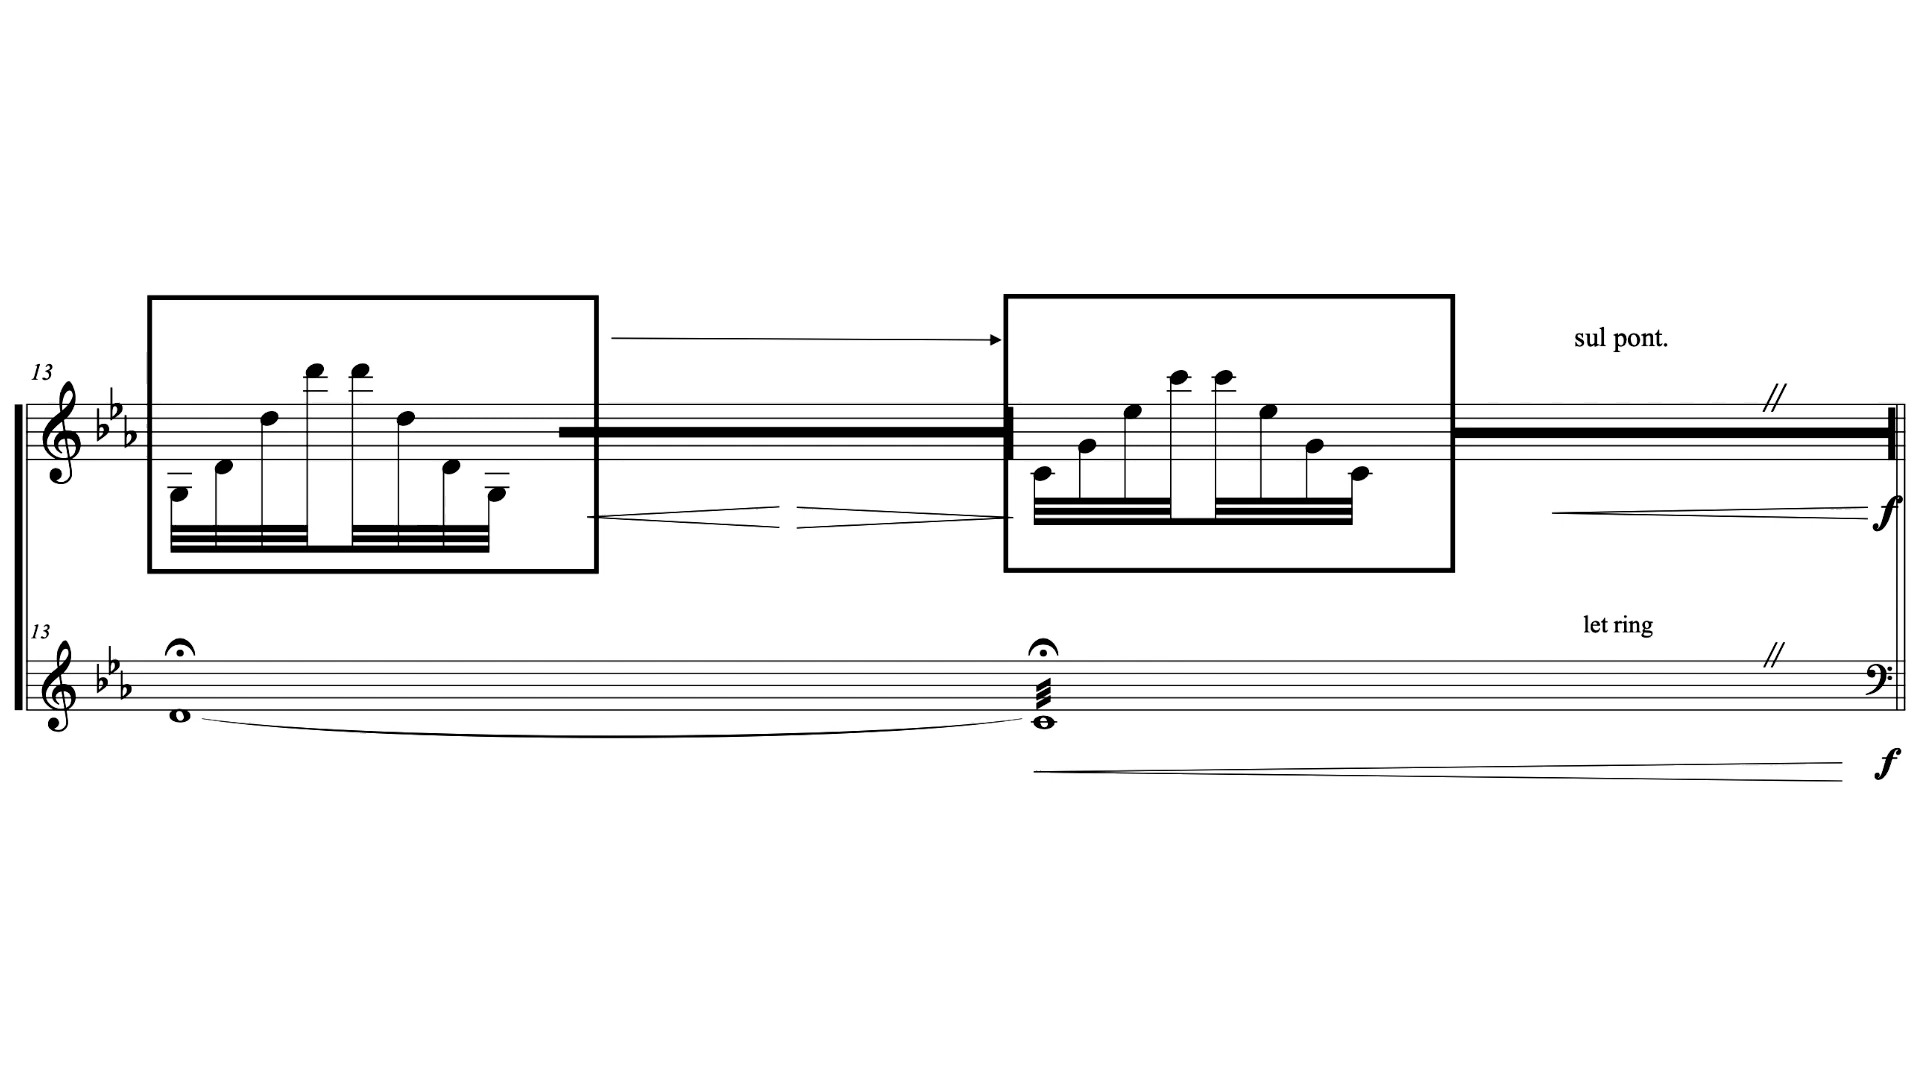 13
sul pont.
f
13
let ring
f